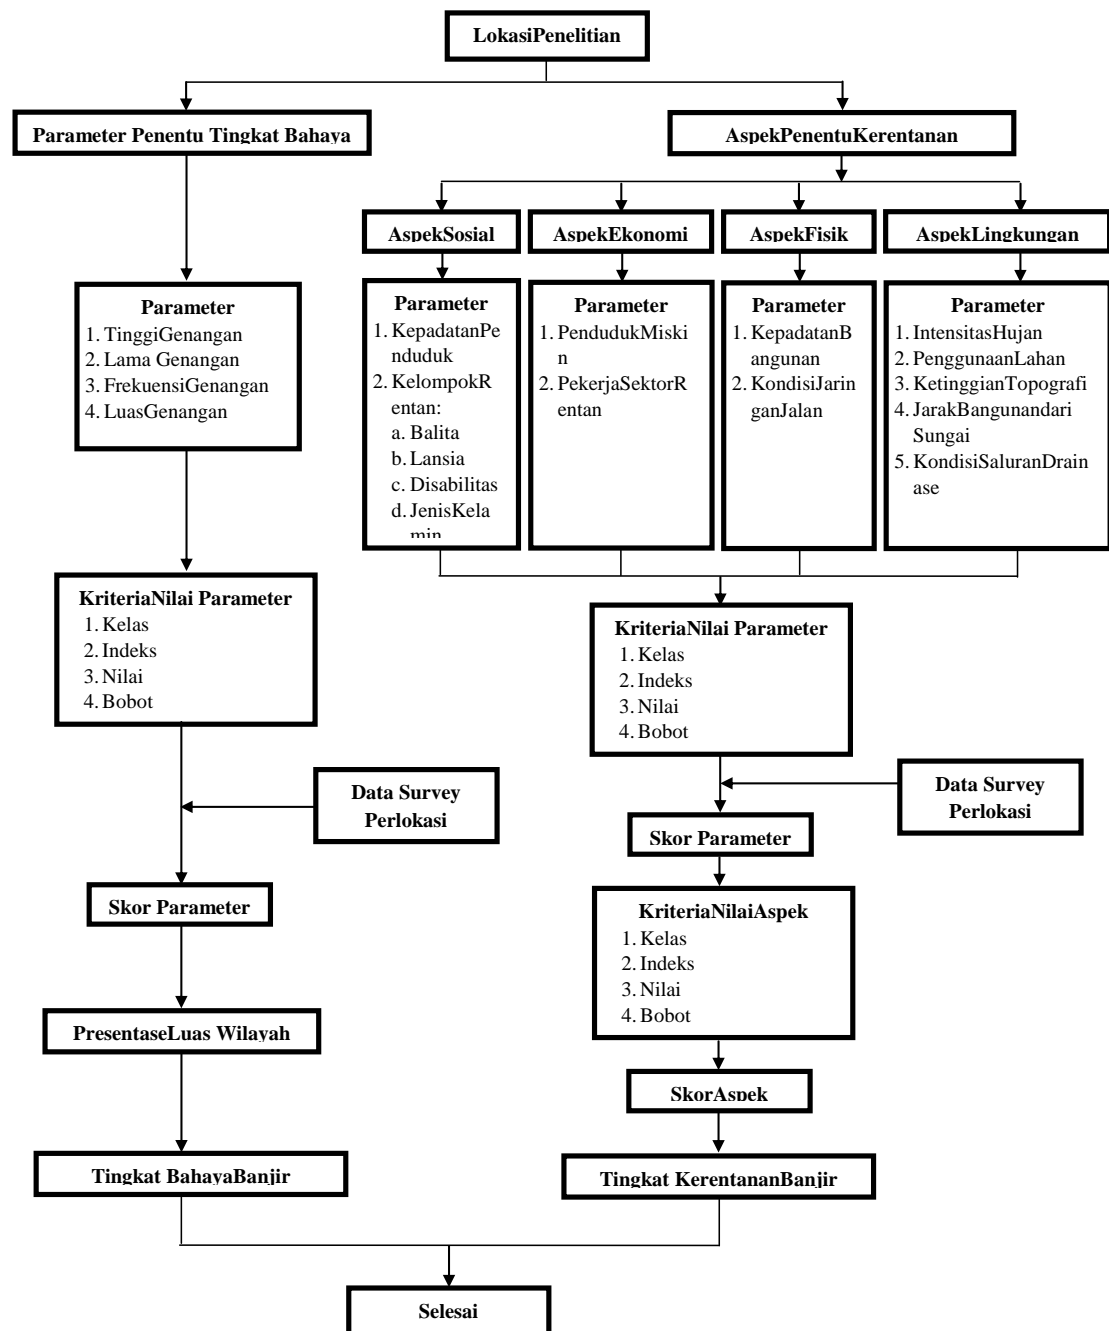 LokasiPenelitian
Parameter Penentu Tingkat Bahaya
AspekPenentuKerentanan
AspekSosial
AspekEkonomi
AspekFisik
AspekLingkungan
Parameter
1. TinggiGenangan
2. Lama Genangan
3. FrekuensiGenangan
4. LuasGenangan
Parameter
1. KepadatanPe
nduduk
2. KelompokR
entan:
a. Balita
b. Lansia
c. Disabilitas
d. JenisKela
min
Parameter
1. PendudukMiski
n
2. PekerjaSektorR
entan
Parameter
1. KepadatanB
angunan
2. KondisiJarin
ganJalan
Parameter
1. IntensitasHujan
2. PenggunaanLahan
3. KetinggianTopografi
4. JarakBangunandari
Sungai
5. KondisiSaluranDrain
ase
KriteriaNilai Parameter
1. Kelas
2. Indeks
3. Nilai
4. Bobot
KriteriaNilai Parameter
1. Kelas
2. Indeks
3. Nilai
4. Bobot
Data Survey
Perlokasi
Data Survey
Perlokasi
Skor Parameter
Skor Parameter
KriteriaNilaiAspek
1. Kelas
2. Indeks
3. Nilai
4. Bobot
PresentaseLuas Wilayah
SkorAspek
Tingkat BahayaBanjir
Tingkat KerentananBanjir
Selesai